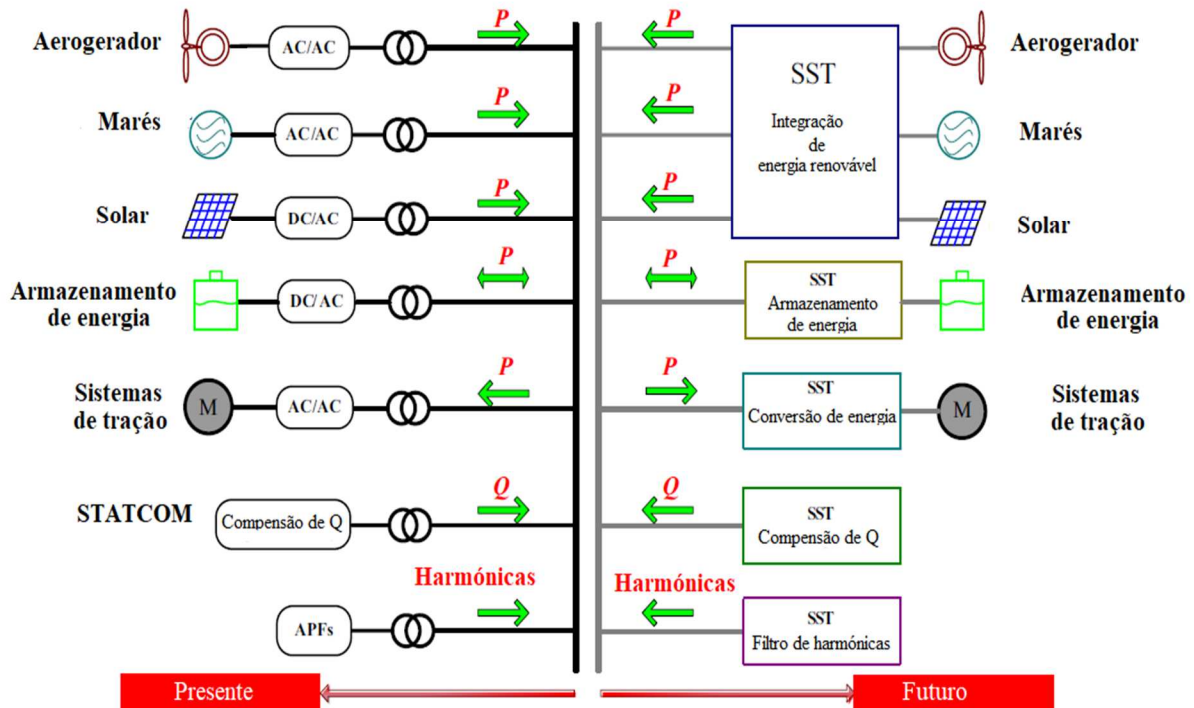 Aerogerador
AC/AC
P
P
SST
Integração
de
energia renovável
Aerogerador
Marés
AC/AC
P
P
Marés
Solar
DC/AC
P
P
Solar
Armazenamento
de energia
DC/AC
P
P
SST
Armazenamento
de energia
Armazenamento
de energia
Sistemas
de tração
M
AC/AC
P
P
SST
Conversão de energia
M
Sistemas
de tração
STATCOM
Compensão de Q
Q
Q
SST
Compensão de Q
Harmónicas
Harmónicas
APFs
SST
Filtro de harmónicas
Presente
Futuro